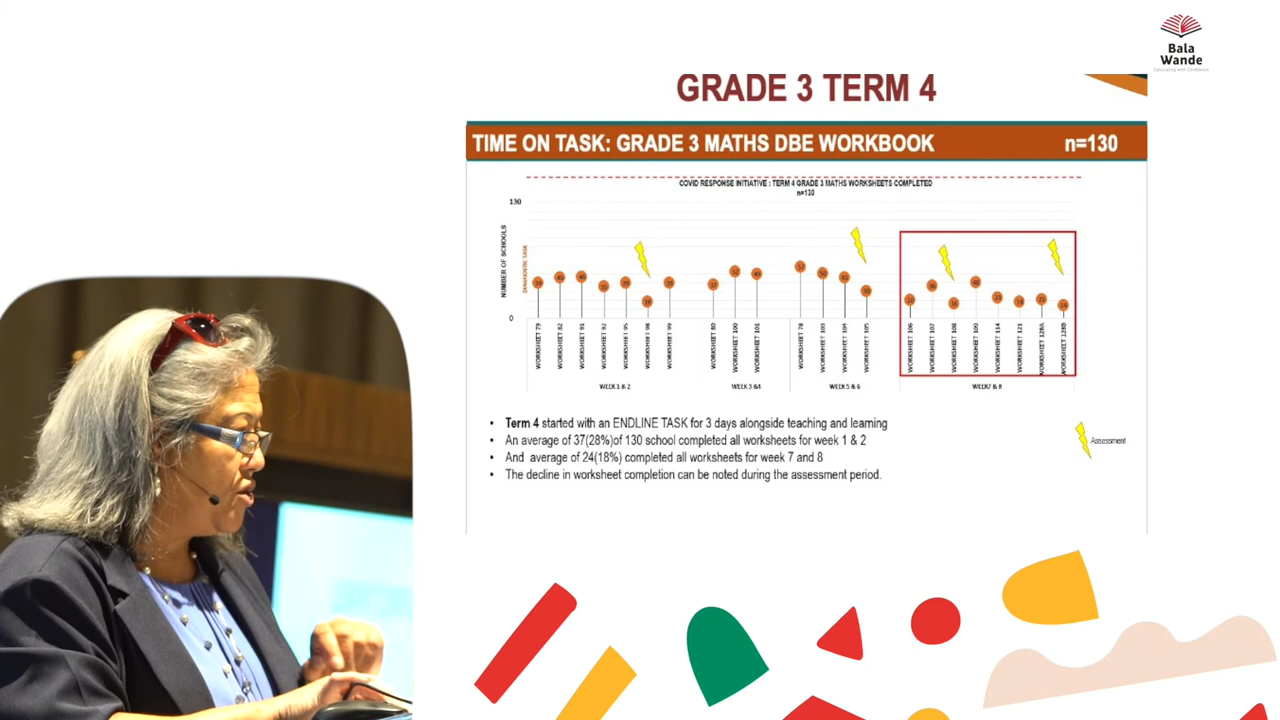 Bala
Wande
GRADE 3 TERM 4
TIME ON TASK: GRADE 3 MATHS DBE WORKBOOK n=130
COVID RESPONSE INITIATIVE : TERM 4 GRADE 3 MATHS WORKSHEETS COMPLETED
n=130
130
NUMBER OF SCHOOLS
DIAGNOSTIC TASK
0
WORKSHEET 79
WORKSHEET 82
WORKSHEET 91
WORKSHEET 92
WORKSHEET 95
WORKSHEET 98
WORKSHEET 99
WORKSHEET 80
WORKSHEET 100
WORKSHEET 101
WORKSHEET 78
WORKSHEET 103
WORKSHEET 104
WORKSHEET 105
WORKSHEET 106
WORKSHEET 107
WORKSHEET 108
WORKSHEET 109
WORKSHEET 114
WORKSHEET 121
WORKSHEET 128A
WORKSHEET 128B
WEEK 1 & 2
WEEK 3 &4
WEEK 5 & 6
WEEK7 & 8
• Term 4 started with an ENDLINE TASK for 3 days alongside teaching and learning
• An average of 37(28%)of 130 school completed all worksheets for week 1 & 2
• And average of 24(18%) completed all worksheets for week 7 and 8
• The decline in worksheet completion can be noted during the assessment period.
Assessment